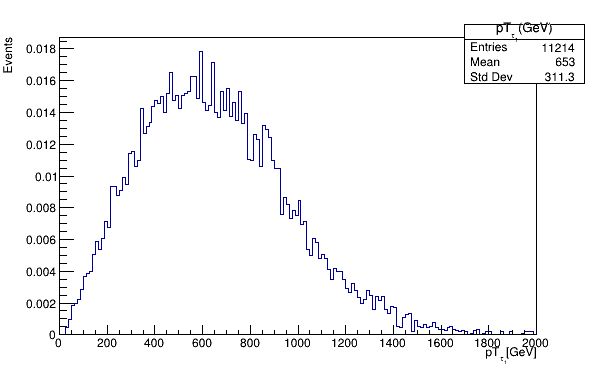 pTτ1(GeV)
Entries 11214
Mean 653
Std Dev 311.3
Events
0.018
0.016
0.014
0.012
0.01
0.008
0.006
0.004
0.002
0
0 200 400 600 800 1000 1200 1400 1600 1800 2000
pTτ1[GeV]